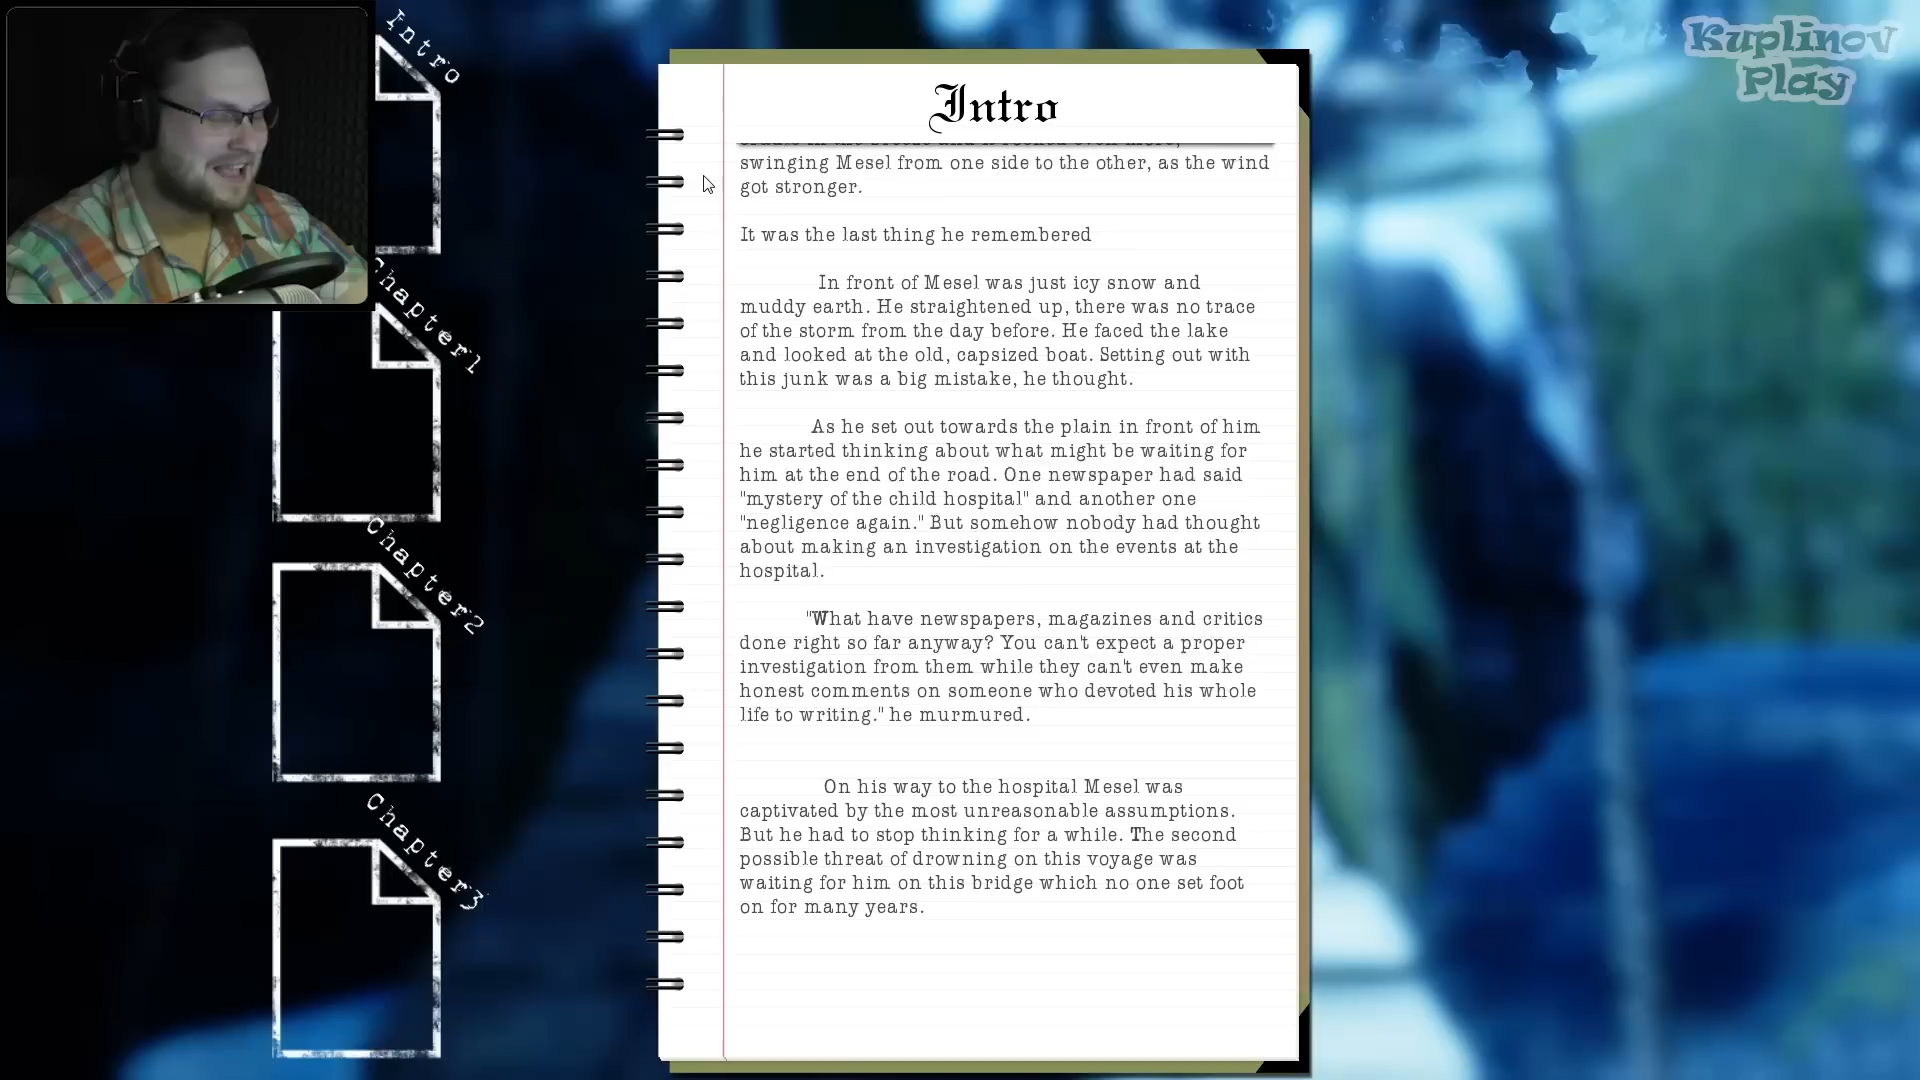 Intro
Kuplinov
Play
Intro
swinging Mesel from one side to the other, as the wind
got stronger.
It was the last thing he remembered
In front of Mesel was just icy snow and
muddy earth. He straightened up, there was no trace
of the storm from the day before. He faced the lake
and looked at the old, capsized boat. Setting out with
this junk was a big mistake, he thought.
As he set out towards the plain in front of him
he started thinking about what might be waiting for
him at the end of the road. One newspaper had said
"mystery of the child hospital" and another one
"negligence again." But somehow nobody had thought
about making an investigation on the events at the
hospital.
"What have newspapers, magazines and critics
done right so far anyway? You can't expect a proper
investigation from them while they can't even make
honest comments on someone who devoted his whole
life to writing." he murmured.
On his way to the hospital Mesel was
captivated by the most unreasonable assumptions.
But he had to stop thinking for a while. The second
possible threat of drowning on this voyage was
waiting for him on this bridge which no one set foot
on for many years.
Chapter1
Chapter2
Chapter3